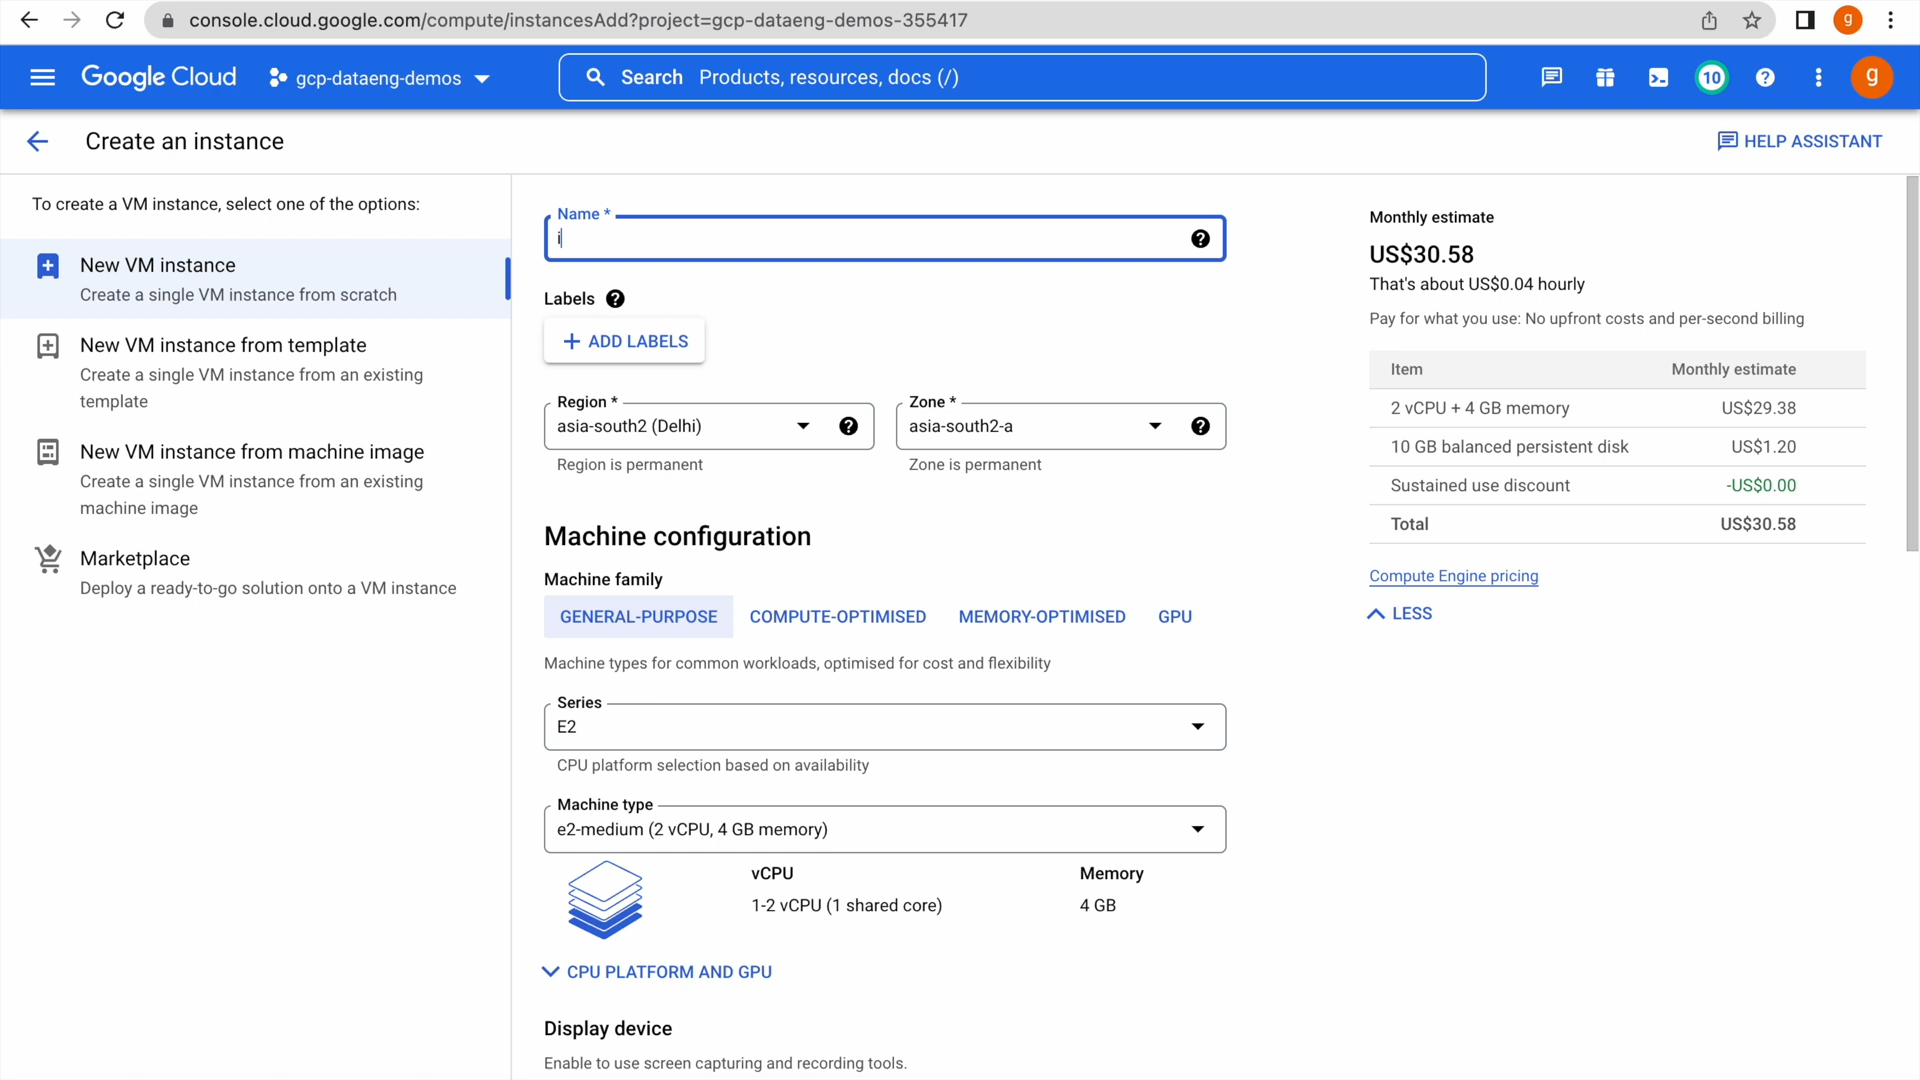 console.cloud.google.com/compute/instancesAdd?project=gcp-dataeng-demos-355417
g
Google Cloud
gcp-dataeng-demos
Search Products, resources, docs (/)
10
g
Create an instance
HELP ASSISTANT
To create a VM instance, select one of the options:
New VM instance
Create a single VM instance from scratch
New VM instance from template
Create a single VM instance from an existing
template
New VM instance from machine image
Create a single VM instance from an existing
machine image
Marketplace
Deploy a ready-to-go solution onto a VM instance
Name *
i
Labels
+ ADD LABELS
Region *
asia-south2 (Delhi)
Region is permanent
Zone *
asia-south2-a
Zone is permanent
Machine configuration
Machine family
GENERAL-PURPOSE COMPUTE-OPTIMISED MEMORY-OPTIMISED GPU
Machine types for common workloads, optimised for cost and flexibility
Series
E2
CPU platform selection based on availability
Machine type
e2-medium (2 vCPU, 4 GB memory)
vCPU Memory
1-2 vCPU (1 shared core) 4 GB
CPU PLATFORM AND GPU
Display device
Enable to use screen capturing and recording tools.
Monthly estimate
US$30.58
That's about US$0.04 hourly
Pay for what you use: No upfront costs and per-second billing
Item Monthly estimate
2 vCPU + 4 GB memory US$29.38
10 GB balanced persistent disk US$1.20
Sustained use discount -US$0.00
Total US$30.58
Compute Engine pricing
LESS